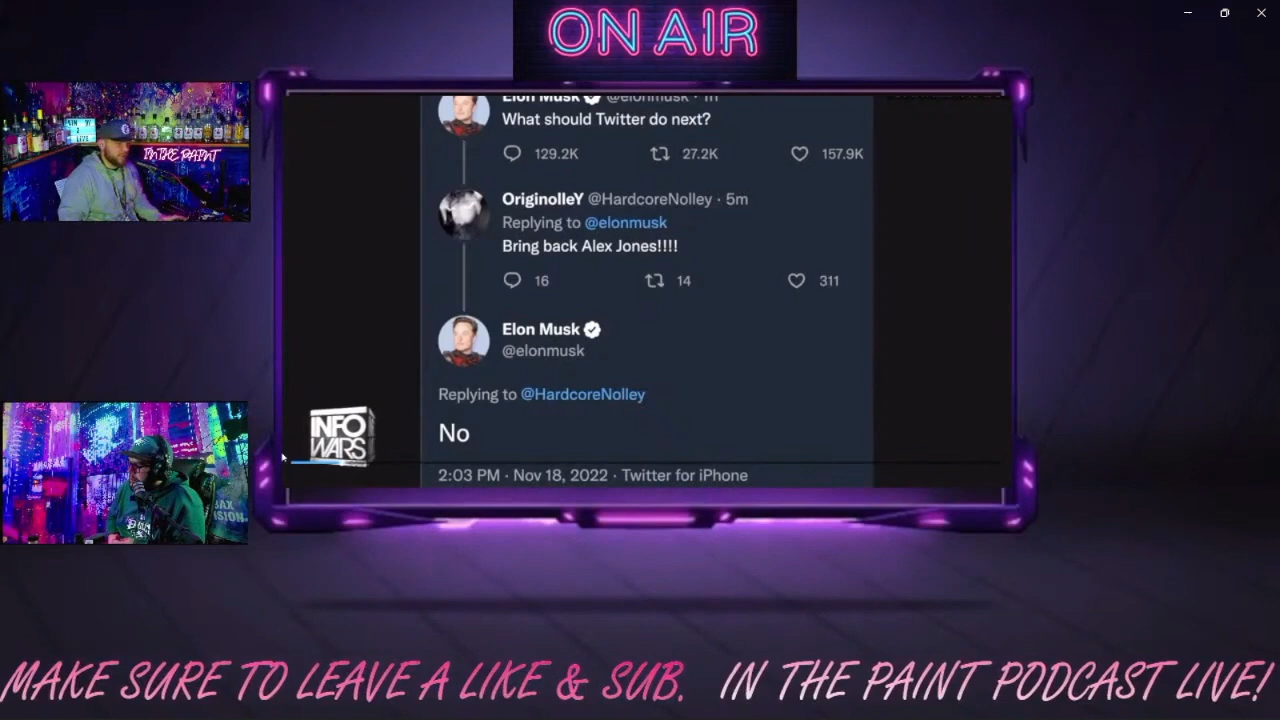 ON AIR
Elon Musk @elonmusk · 1h
What should Twitter do next?
129.2K 27.2K 157.9K
OriginolleY @HardcoreNolley · 5m
Replying to @elonmusk
Bring back Alex Jones!!!!
16 14 311
Elon Musk
@elonmusk
Replying to @HardcoreNolley
No
2:03 PM · Nov 18, 2022 · Twitter for iPhone
INFO
WARS
LIVE
IN THE PAINT
MAKE SURE TO LEAVE A LIKE & SUB. IN THE PAINT PODCAST LIVE!